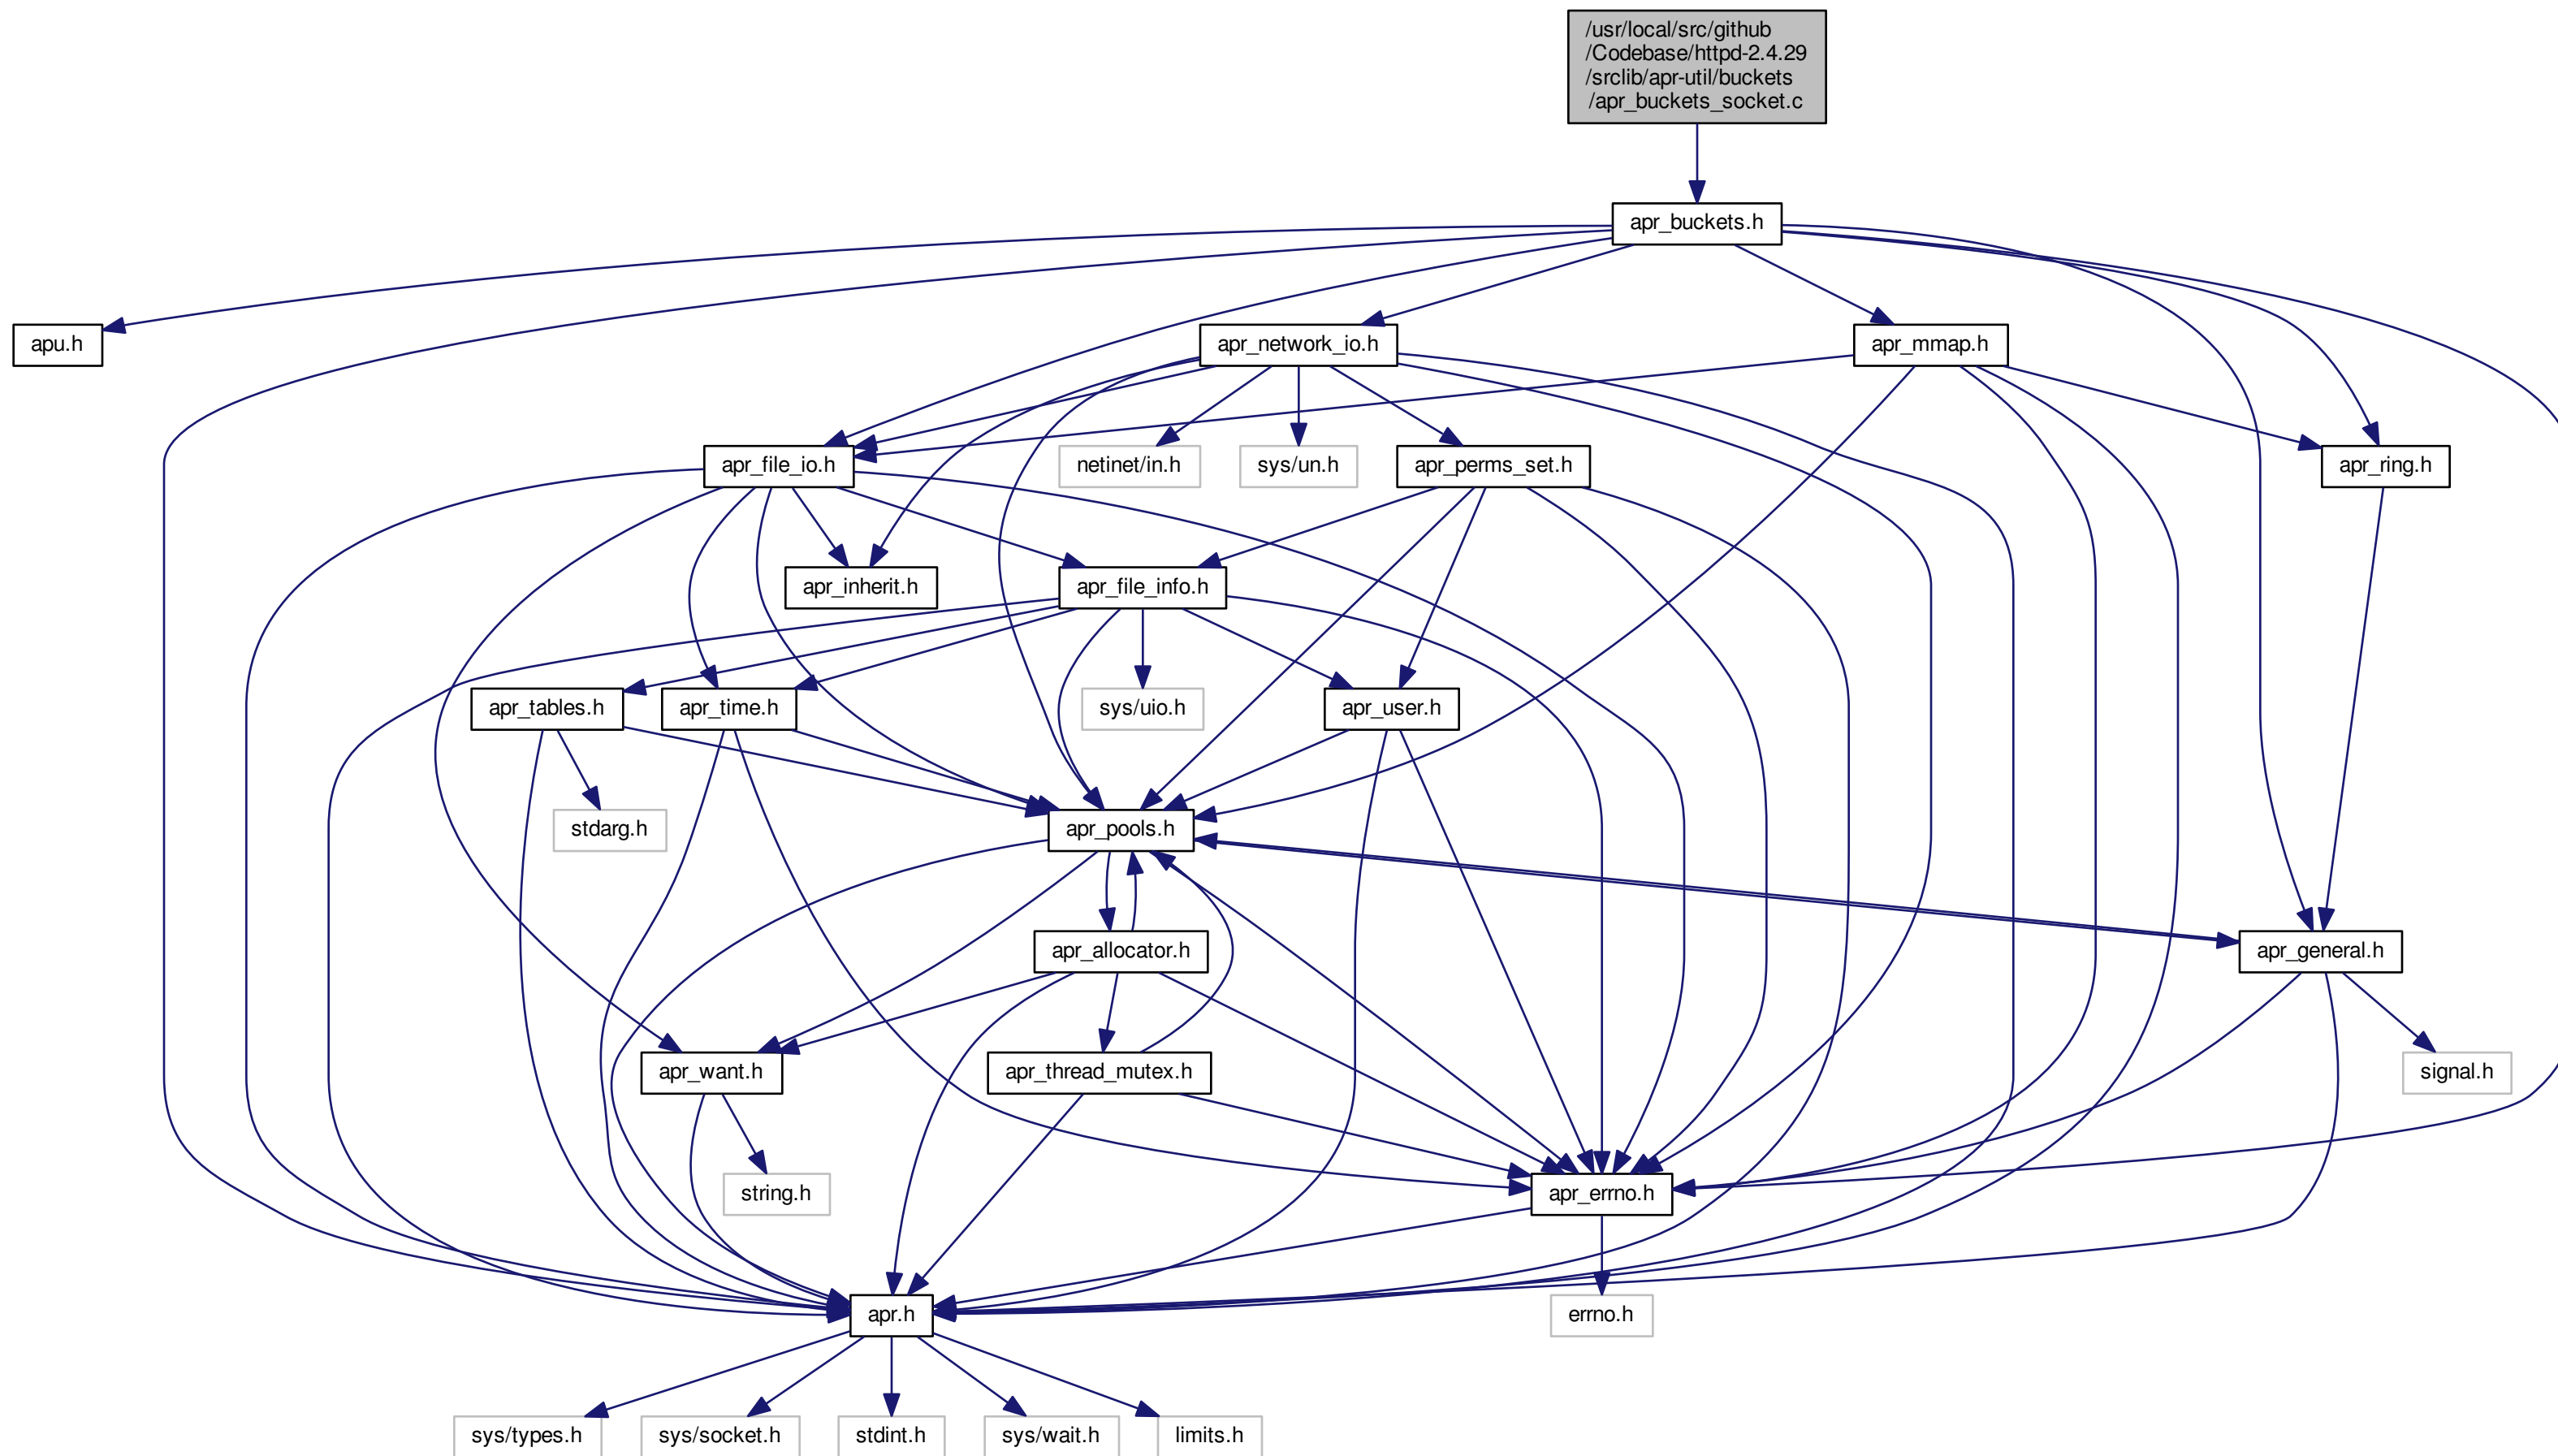 /usr/local/src/github
/Codebase/httpd-2.4.29
/srclib/apr-util/buckets
/apr_buckets_socket.c
apr_buckets.h
apu.h
apr_network_io.h
apr_mmap.h
apr_file_io.h
netinet/in.h
sys/un.h
apr_perms_set.h
apr_ring.h
apr_inherit.h
apr_file_info.h
apr_tables.h
apr_time.h
sys/uio.h
apr_user.h
stdarg.h
apr_pools.h
apr_allocator.h
apr_general.h
apr_want.h
apr_thread_mutex.h
signal.h
string.h
apr_errno.h
apr.h
errno.h
sys/types.h
sys/socket.h
stdint.h
sys/wait.h
limits.h